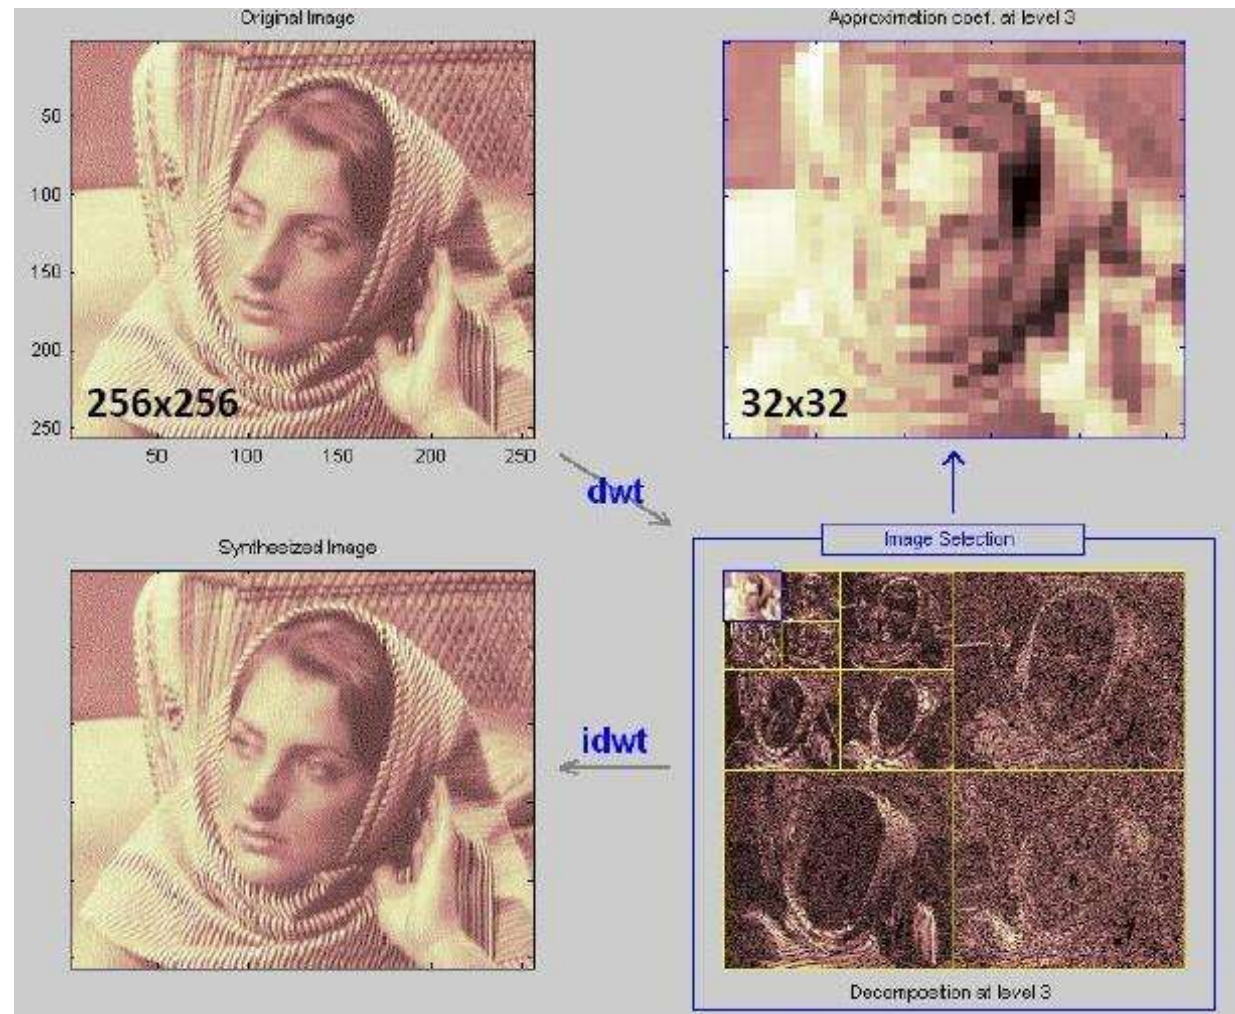 Original Image
Approximation coef. at level 3
50
100
150
200
250
256x256
32x32
50
100
150
200
250
dwt
Synthesized Image
Image Selection
idwt
Decomposition at level 3